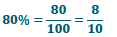 80% = 80/100 = 8/10